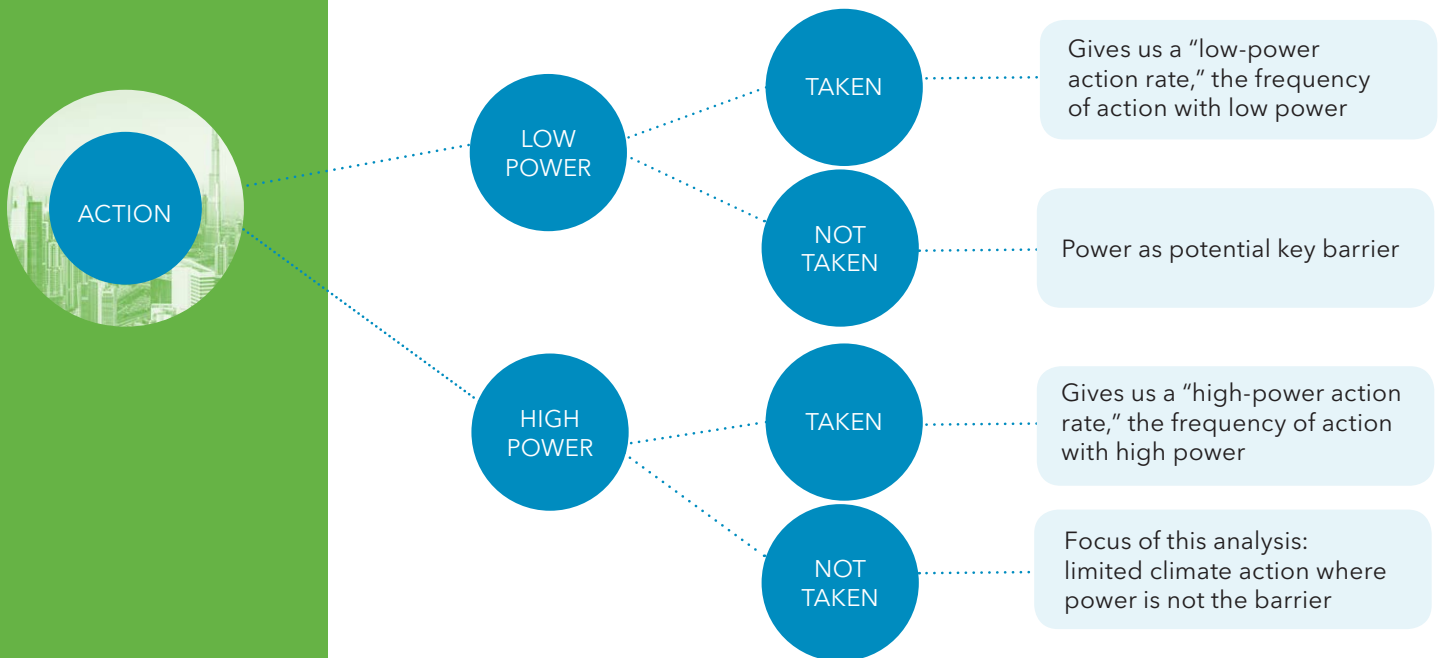 ACTION
LOW
POWER
TAKEN
Gives us a “low-power
action rate,” the frequency
of action with low power
NOT
TAKEN
Power as potential key barrier
HIGH
POWER
TAKEN
Gives us a “high-power action
rate,” the frequency of action
with high power
NOT
TAKEN
Focus of this analysis:
limited climate action where
power is not the barrier